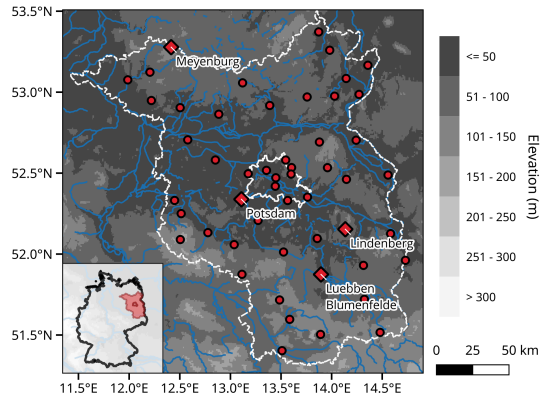 53.5°N
53.0°N
52.5°N
52.0°N
51.5°N
11.5°E
12.0°E
12.5°E
13.0°E
13.5°E
14.0°E
14.5°E
Meyenburg
Potsdam
Lindenberg
Luebben
Blumenfelde
<= 50
51 - 100
101 - 150
151 - 200
201 - 250
251 - 300
> 300
Elevation (m)
0
25
50 km